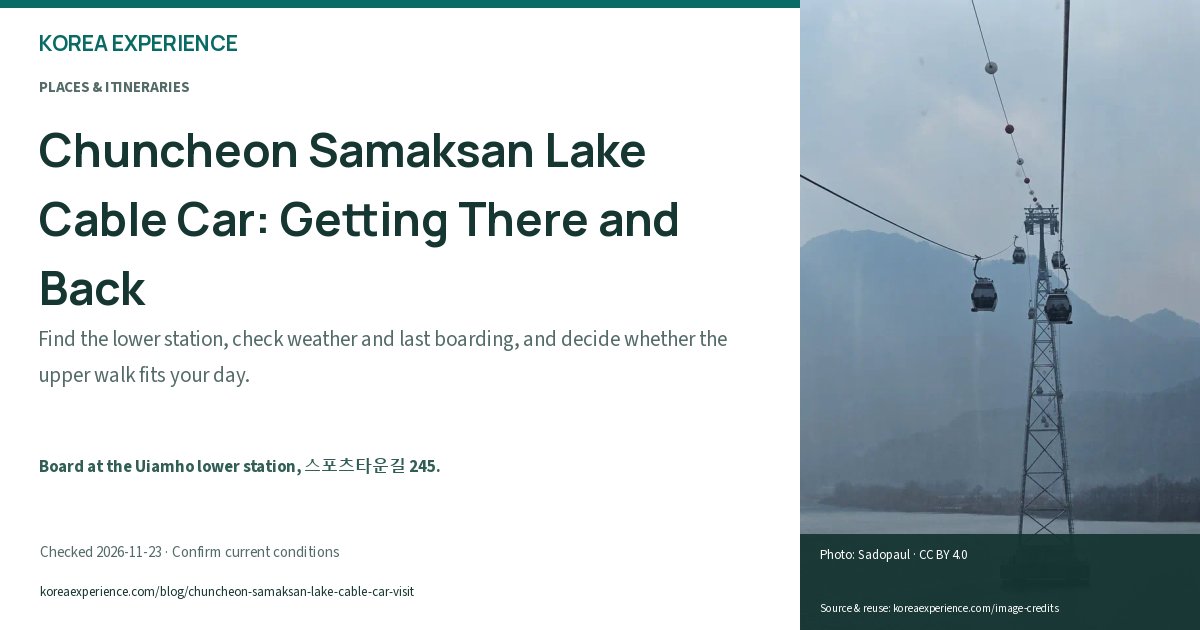 KOREA EXPERIENCE
PLACES & ITINERARIES
Chuncheon Samaksan Lake
Cable Car: Getting There and
Back
Find the lower station, check weather and last boarding, and decide whether the
upper walk fits your day.
Board at the Uiamho lower station, 스포츠타운길 245.
Checked 2026-11-23 · Confirm current conditions
koreaexperience.com/blog/chuncheon-samaksan-lake-cable-car-visit
Photo: Sadopaul · CC BY 4.0
Source & reuse: koreaexperience.com/image-credits